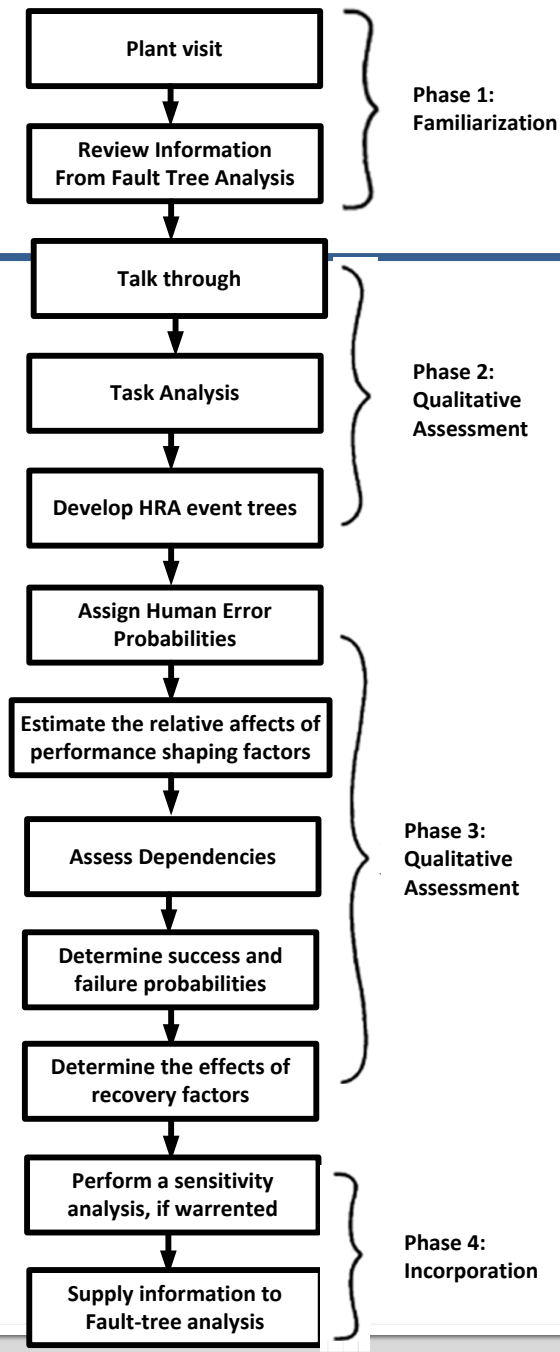 Plant visit
Phase 1:
Familiarization
Review Information
From Fault Tree Analysis
Talk through
Phase 2:
Qualitative
Assessment
Task Analysis
Develop HRA event trees
Assign Human Error
Probabilities
Estimate the relative affects of
performance shaping factors
Phase 3:
Qualitative
Assessment
Assess Dependencies
Determine success and
failure probabilities
Determine the effects of
recovery factors
Perform a sensitivity
analysis, if warrented
Phase 4:
Incorporation
Supply information to
Fault-tree analysis